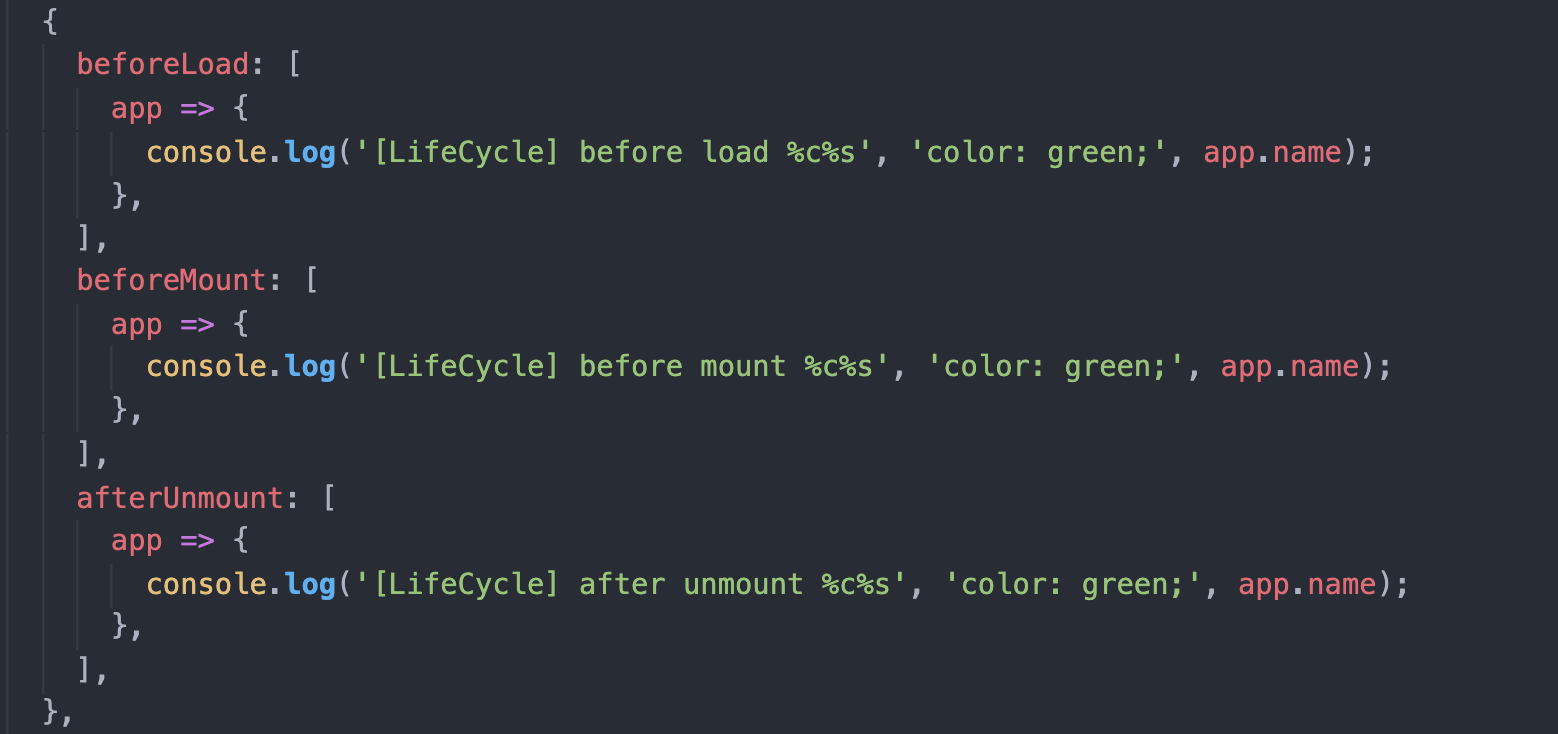 {
beforeLoad: [
app => {
console.log('[LifeCycle] before load %c%s', 'color: green;', app.name);
},
],
beforeMount: [
app => {
console.log('[LifeCycle] before mount %c%s', 'color: green;', app.name);
},
],
afterUnmount: [
app => {
console.log('[LifeCycle] after unmount %c%s', 'color: green;', app.name);
},
],
},